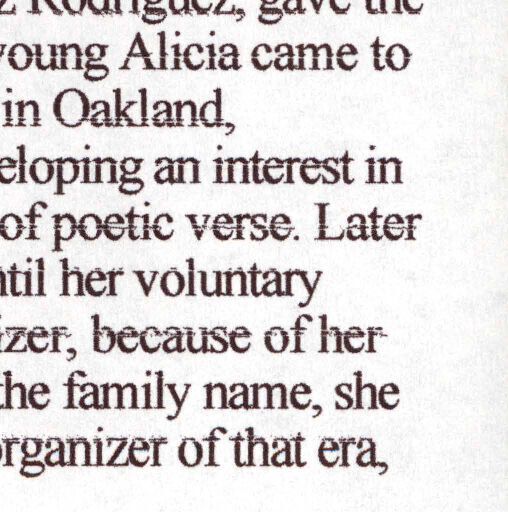 z Rodriguez, gave the
young Alicia came to
in Oakland,
eloping an interest in
of poetic verse. Later
ntil her voluntary
izer, because of her
the family name, she
organizer of that era,